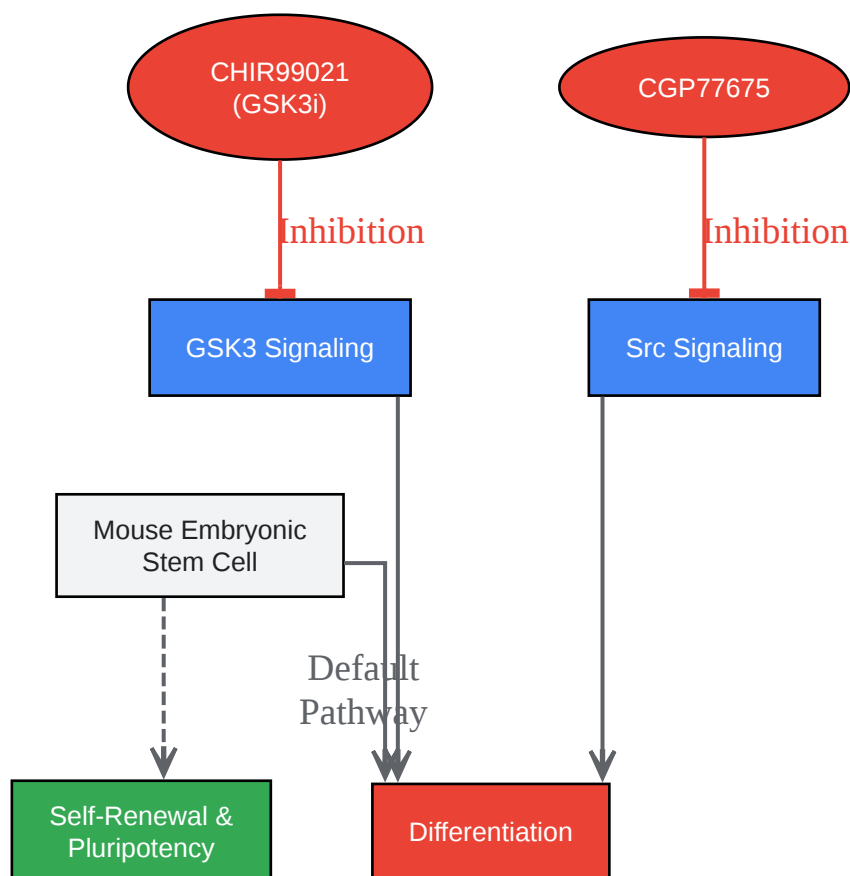 CHIR99021
(GSK3i)
CGP77675
Inhibition
Inhibition
GSK3 Signaling
Src Signaling
Mouse Embryonic
Stem Cell
Default
Pathway
Self-Renewal &
Pluripotency
Differentiation